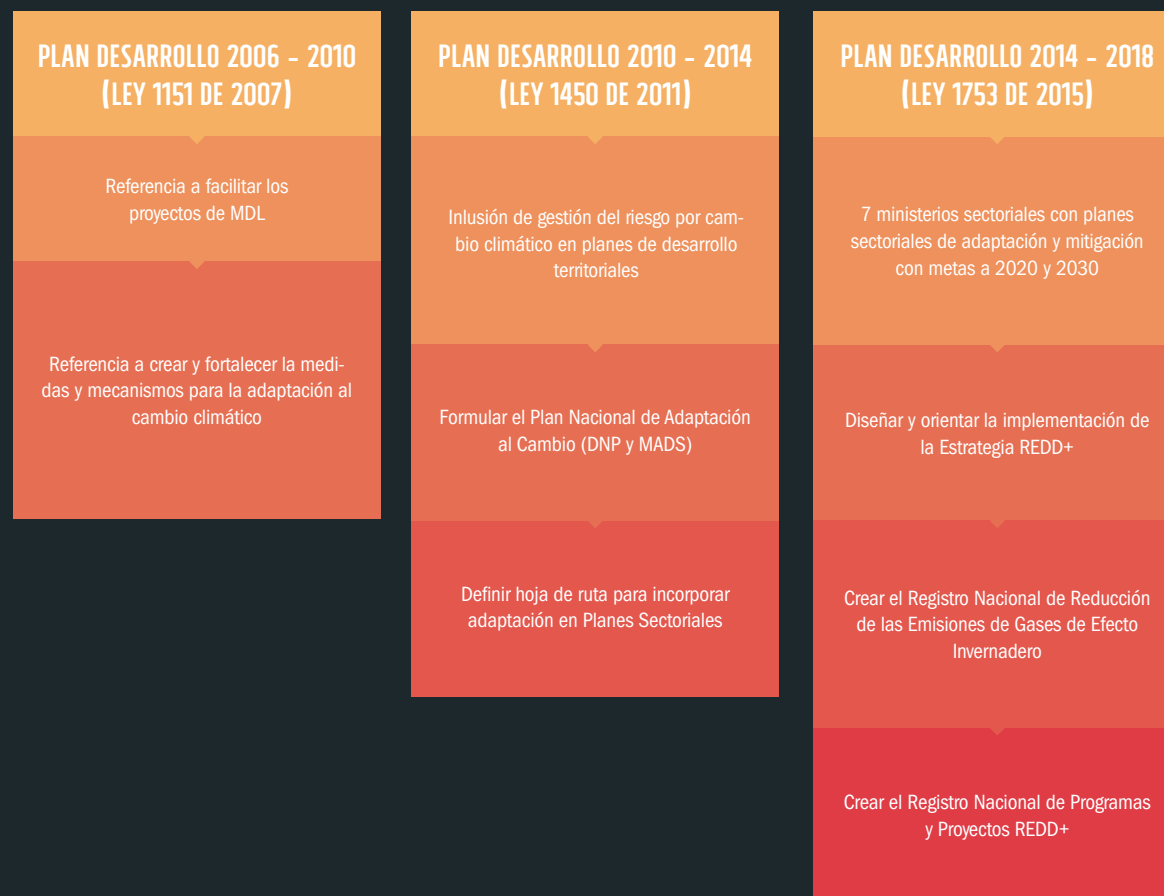 PLAN DESARROLLO 2006 – 2010
(LEY 1151 DE 2007)
Referencia a facilitar los
proyectos de MDL
Referencia a crear y fortalecer la medi-
das y mecanismos para la adaptación al
cambio climático
PLAN DESARROLLO 2010 – 2014
(LEY 1450 DE 2011)
Inlusión de gestión del riesgo por cam-
bio climático en planes de desarrollo
territoriales
Formular el Plan Nacional de Adaptación
al Cambio (DNP y MADS)
Definir hoja de ruta para incorporar
adaptación en Planes Sectoriales
PLAN DESARROLLO 2014 – 2018
(LEY 1753 DE 2015)
7 ministerios sectoriales con planes
sectoriales de adaptación y mitigación
con metas a 2020 y 2030
Diseñar y orientar la implementación de
la Estrategia REDD+
Crear el Registro Nacional de Reducción
de las Emisiones de Gases de Efecto
Invernadero
Crear el Registro Nacional de Programas
y Proyectos REDD+